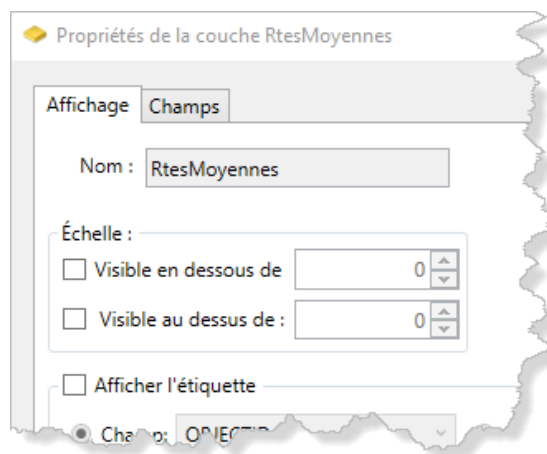 Propriétés de la couche RtesMoyennes
Affichage Champs
Nom : RtesMoyennes
Échelle :
Visible en dessous de 0
Visible au dessus de : 0
Afficher l'étiquette